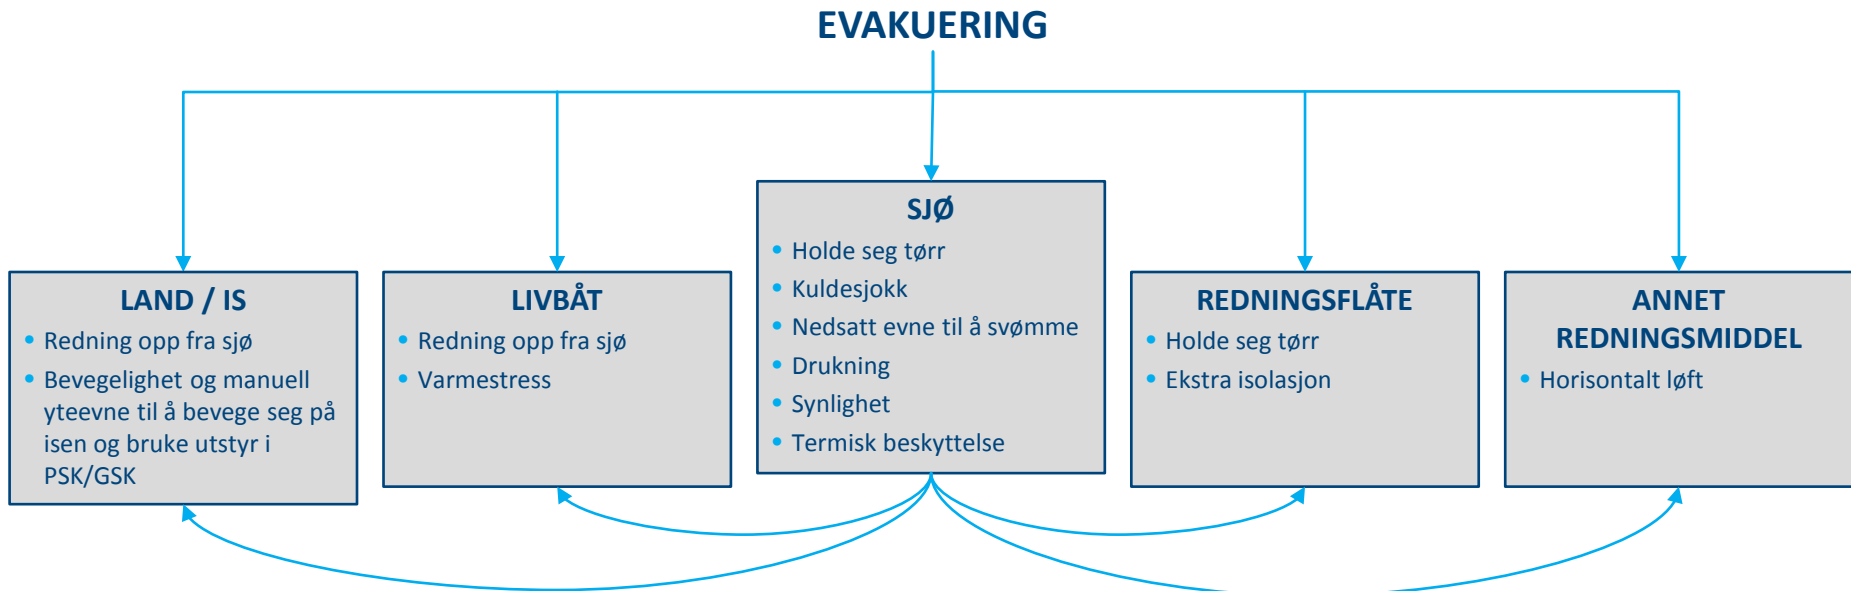 EVAKUERING
LAND / IS
• Redning opp fra sjø
• Bevegelighet og manuell
yteevne til å bevege seg på
isen og bruke utstyr i
PSK/GSK
LIVBÅT
• Redning opp fra sjø
• Varmestress
SJØ
• Holde seg tørr
• Kuldesjokk
• Nedsatt evne til å svømme
• Drukning
• Synlighet
• Termisk beskyttelse
REDNINGSFLÅTE
• Holde seg tørr
• Ekstra isolasjon
ANNET
REDNINGSMIDDEL
• Horisontalt løft